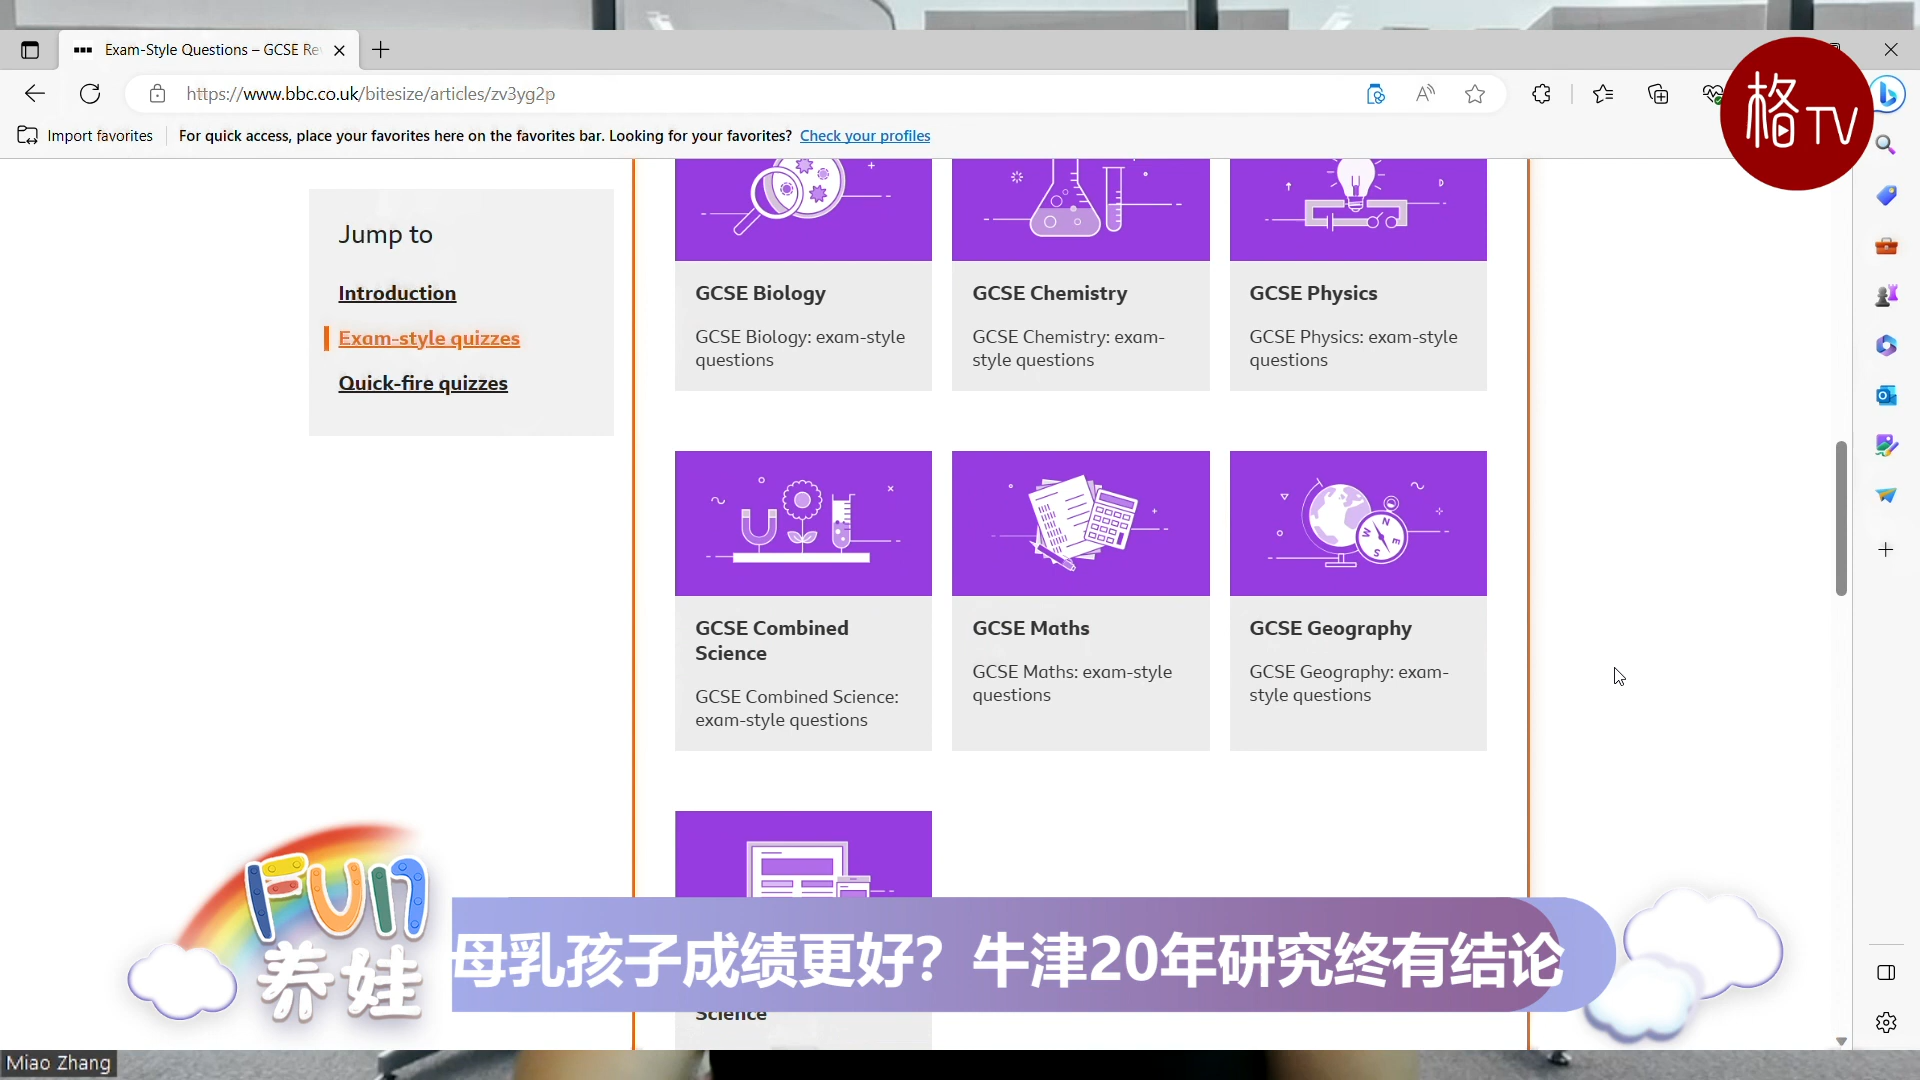 Exam-Style Questions – GCSE Re
https://www.bbc.co.uk/bitesize/articles/zv3yg2p
Import favorites
For quick access, place your favorites here on the favorites bar. Looking for your favorites? Check your profiles
格TV
Jump to
Introduction
Exam-style quizzes
Quick-fire quizzes
GCSE Biology
GCSE Biology: exam-style
questions
GCSE Chemistry
GCSE Chemistry: exam-
style questions
GCSE Physics
GCSE Physics: exam-style
questions
GCSE Combined
Science
GCSE Combined Science:
exam-style questions
GCSE Maths
GCSE Maths: exam-style
questions
N
E
S
W
GCSE Geography
GCSE Geography: exam-
style questions
Fun
养娃
母乳孩子成绩更好？牛津20年研究终有结论
Science
Miao Zhang